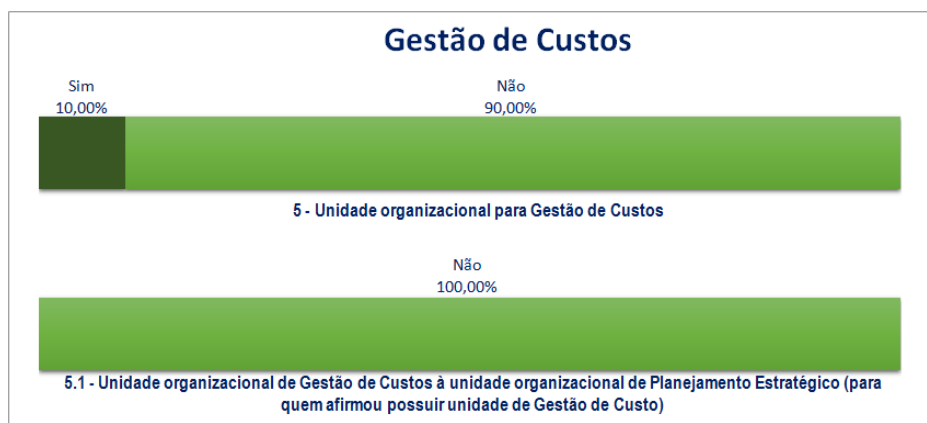 Gestão de Custos
Sim
10,00%
Não
90,00%
5 - Unidade organizacional para Gestão de Custos
Não
100,00%
5.1 - Unidade organizacional de Gestão de Custos à unidade organizacional de Planejamento Estratégico (para
quem afirmou possuir unidade de Gestão de Custo)